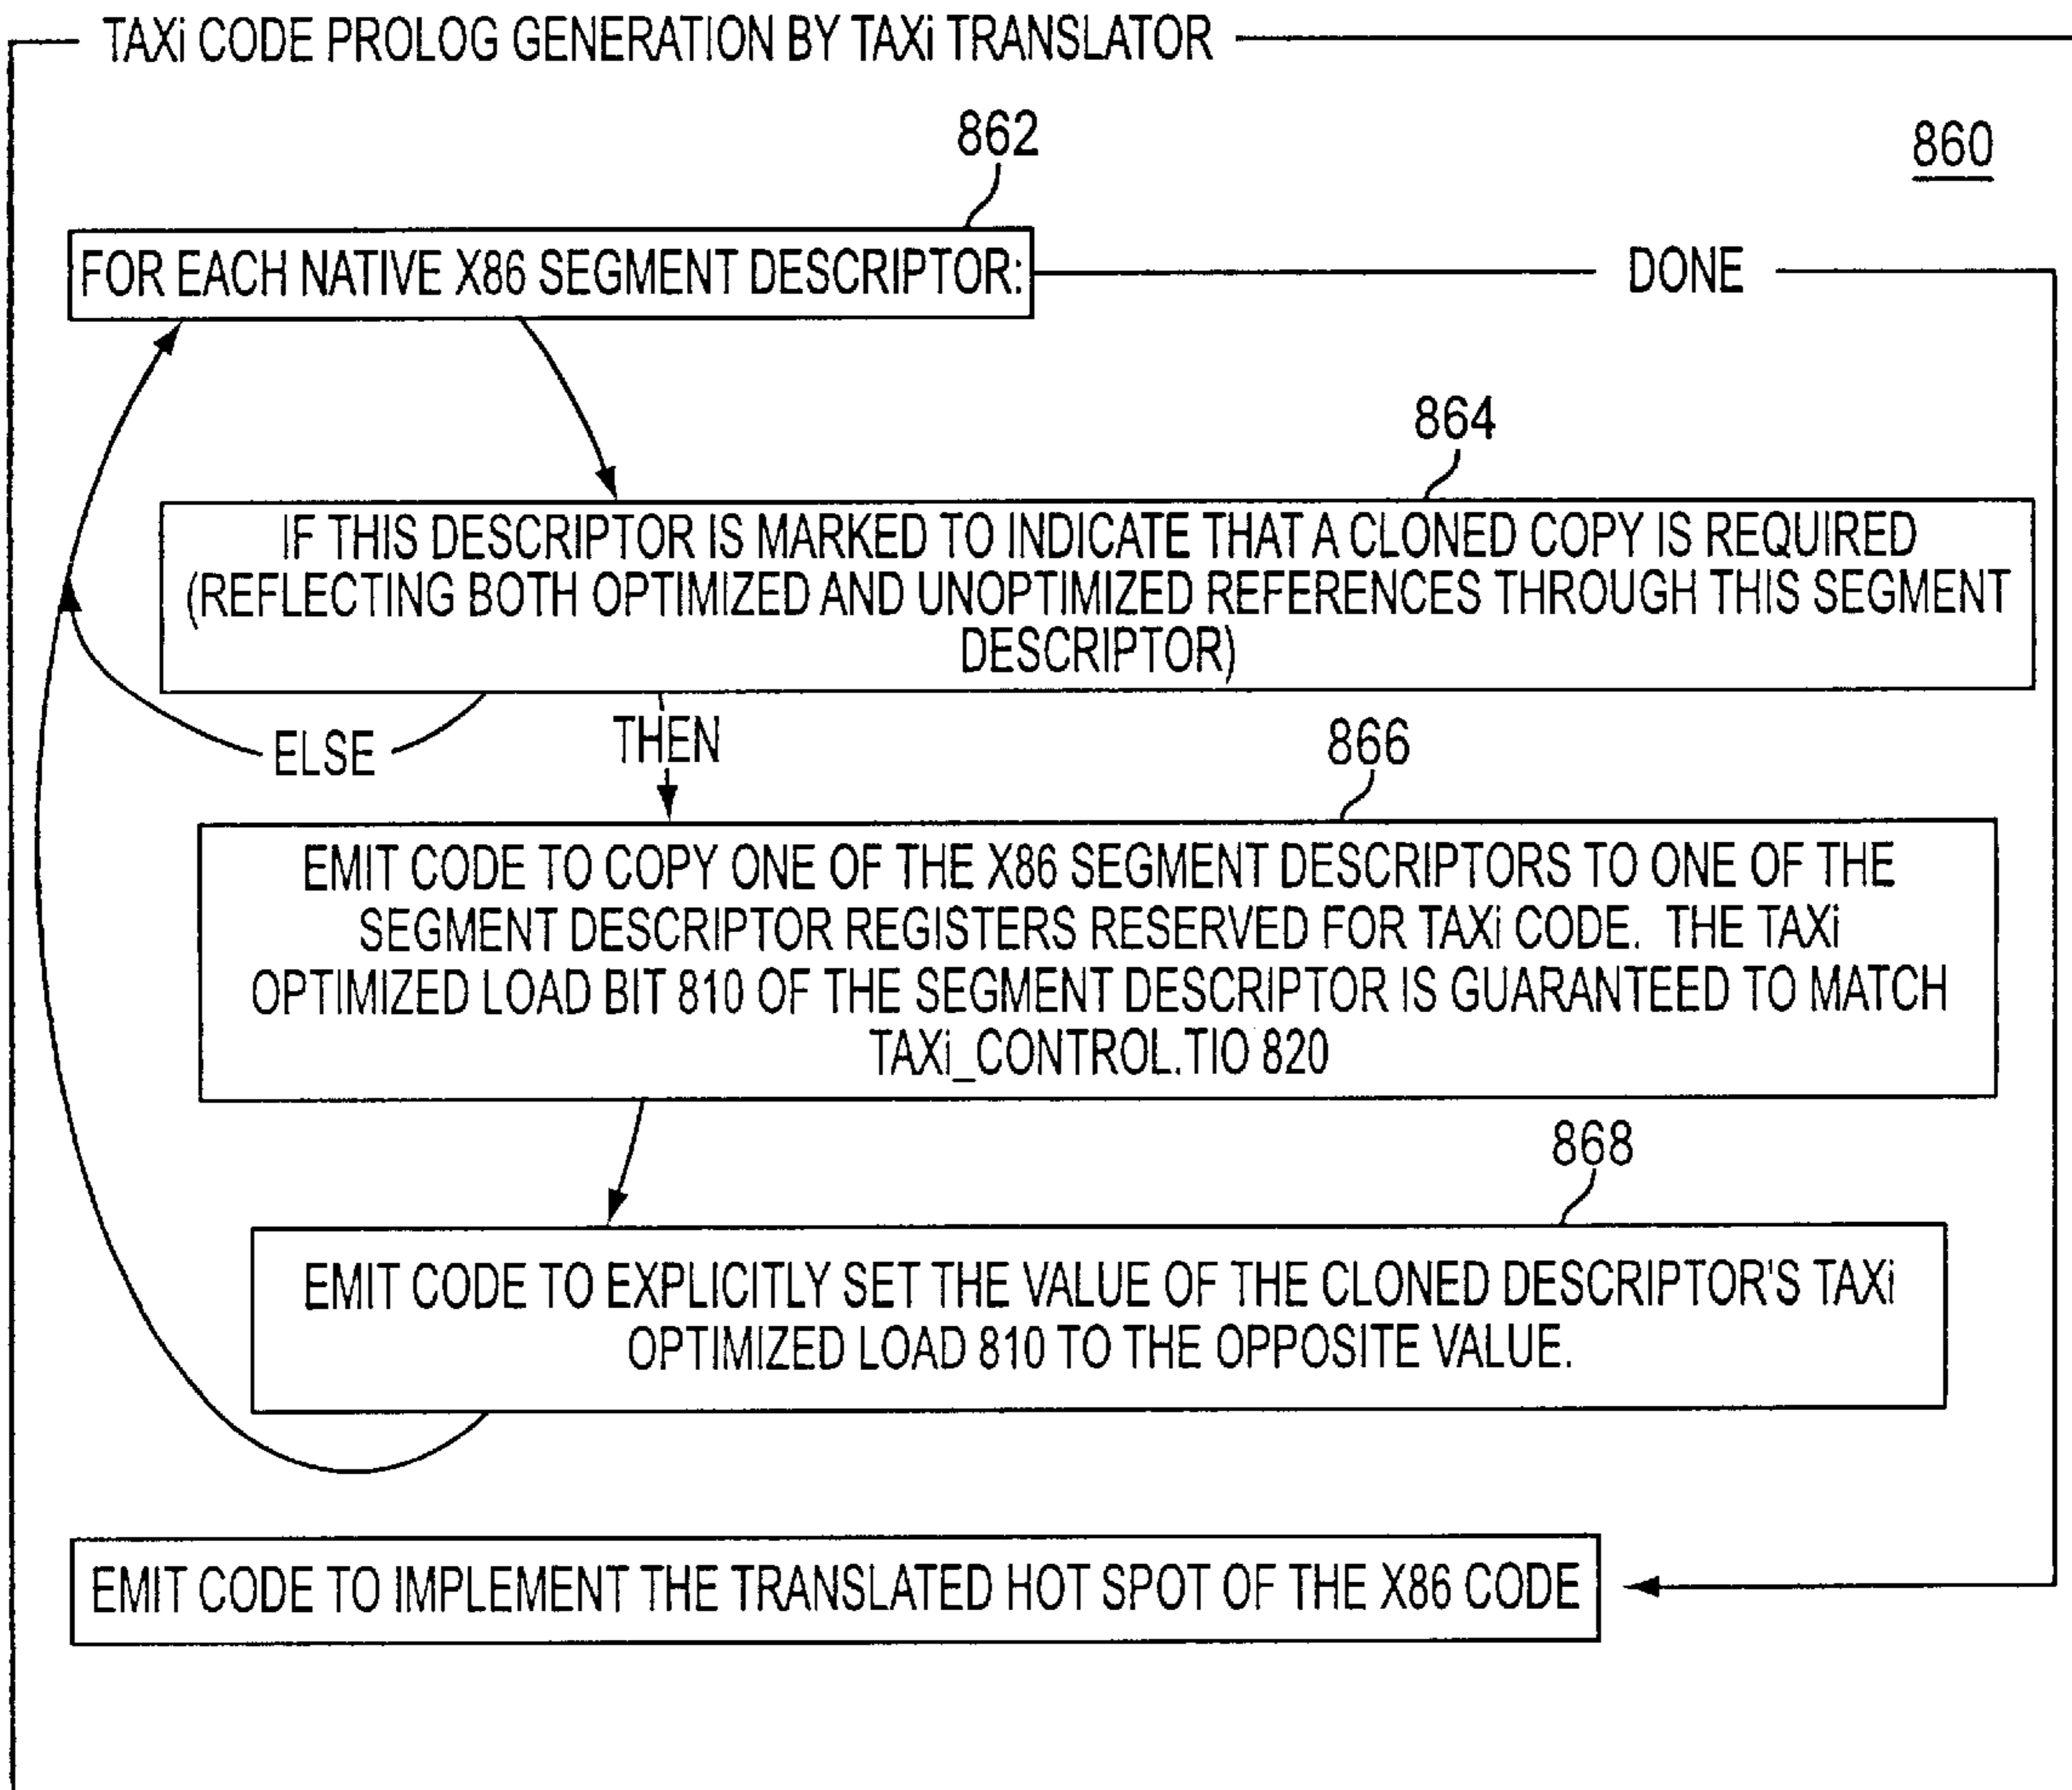 TAXi CODE PROLOG GENERATION BY TAXi TRANSLATOR
862
860
FOR EACH NATIVE X86 SEGMENT DESCRIPTOR:
DONE
864
IF THIS DESCRIPTOR IS MARKED TO INDICATE THAT A CLONED COPY IS REQUIRED
(REFLECTING BOTH OPTIMIZED AND UNOPTIMIZED REFERENCES THROUGH THIS SEGMENT
DESCRIPTOR)
ELSE
THEN
866
EMIT CODE TO COPY ONE OF THE X86 SEGMENT DESCRIPTORS TO ONE OF THE
SEGMENT DESCRIPTOR REGISTERS RESERVED FOR TAXi CODE. THE TAXi
OPTIMIZED LOAD BIT 810 OF THE SEGMENT DESCRIPTOR IS GUARANTEED TO MATCH
TAXi_CONTROL.TIO 820
868
EMIT CODE TO EXPLICITLY SET THE VALUE OF THE CLONED DESCRIPTOR'S TAXi
OPTIMIZED LOAD 810 TO THE OPPOSITE VALUE.
EMIT CODE TO IMPLEMENT THE TRANSLATED HOT SPOT OF THE X86 CODE